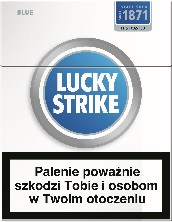 BLUE
1871
LUCKY
STRIKE
Palenie poważnie
szkodzi Tobie i osobom
w Twoim otoczeniu